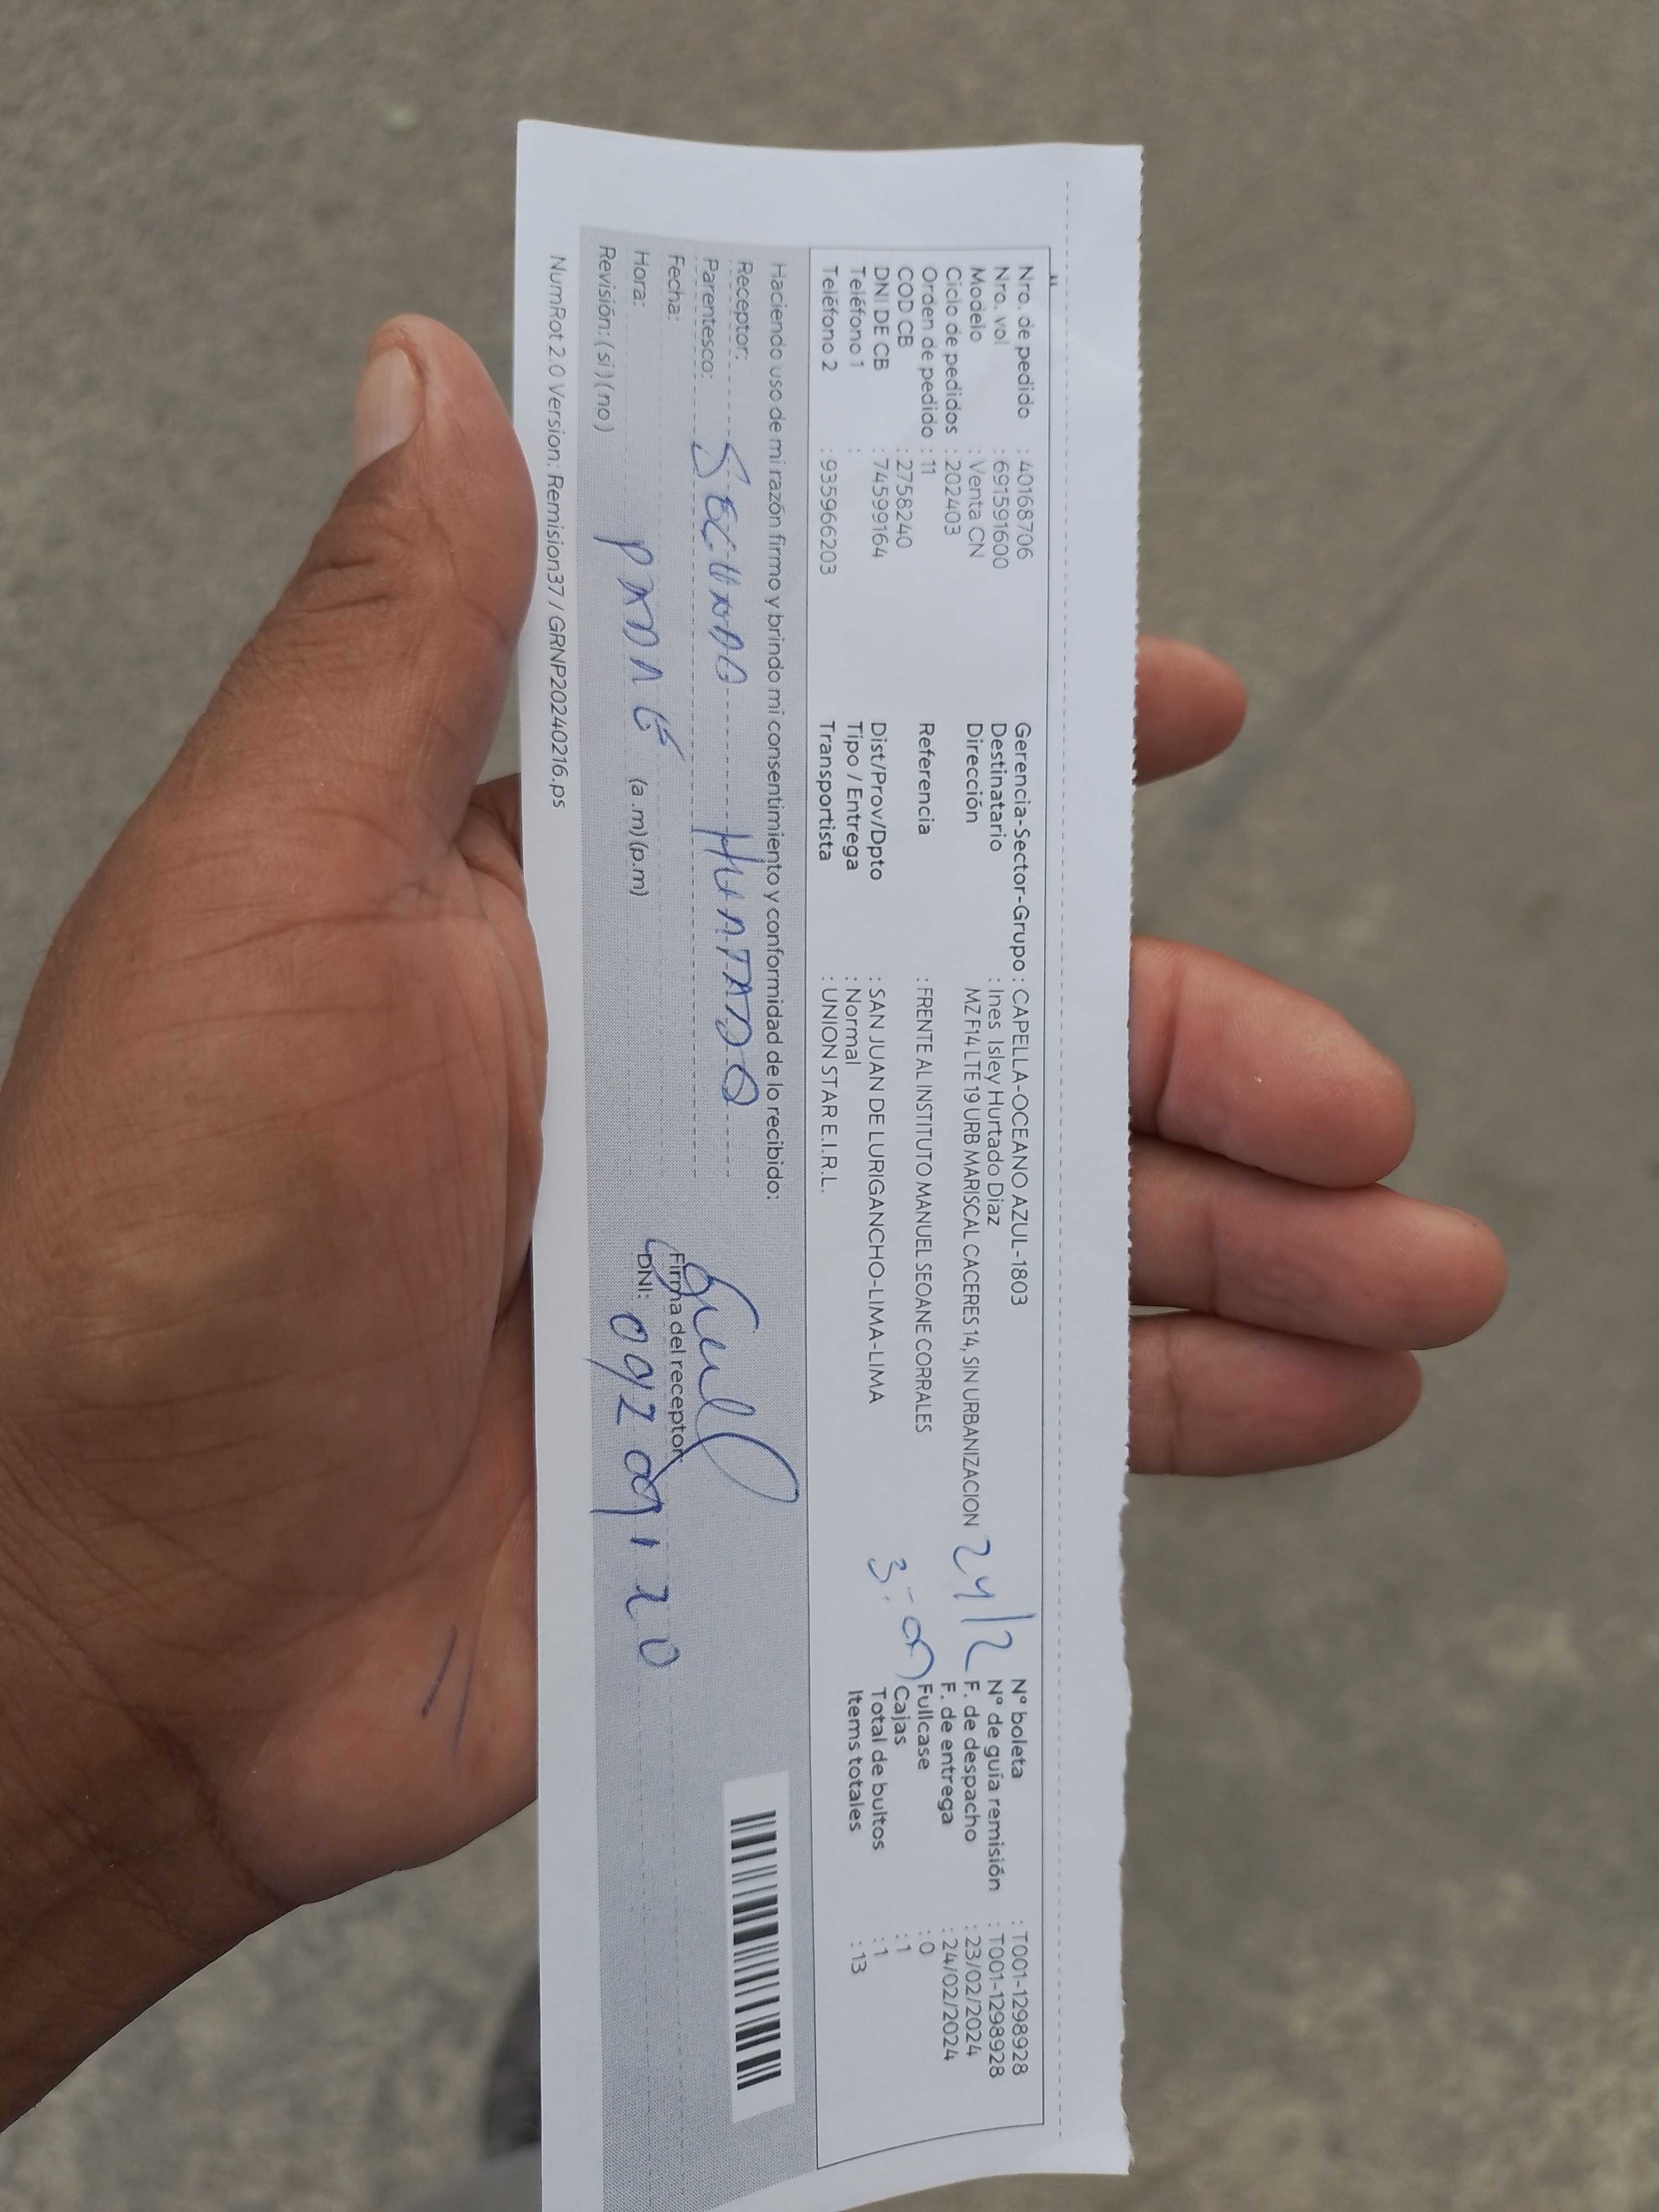 Nro. de pedido : 40168706 Gerencia-Sector-Grupo : CAPELLA-OCEANO AZUL-1803 N° boleta : T001-1298928
Nro. vol : 691591600 Destinatario : Ines Isley Hurtado Diaz N° de guía remisión : T001-1298928
Modelo : Venta CN Dirección MZ F14 LTE 19 URB MARISCAL CACERES 14, SIN URBANIZACION 24/2 F. de despacho : 23/02/2024
Ciclo de pedidos : 202403 F. de entrega : 24/02/2024
Orden de pedido : 11 Referencia : FRENTE AL INSTITUTO MANUEL SEOANE CORRALES Fullcase : 0
COD CB : 2758240 Cajas : 1
DNI DE CB : 74599164 Dist/Prov/Dpto : SAN JUAN DE LURIGANCHO-LIMA-LIMA Total de bultos : 1
Teléfono 1 : Tipo / Entrega : Normal Items totales : 13
Teléfono 2 : 935966203 Transportista : UNION STAR E.I.R.L.
Haciendo uso de mi razón firmo y brindo mi consentimiento y conformidad de lo recibido:
Receptor:
Parentesco:
Fecha: Firma del receptor
Hora: (a.m)(p.m) DNI:
Revisión: ( si ) ( no )
NumRot 2.0 Version: Remision37 / GRNP20240216.ps